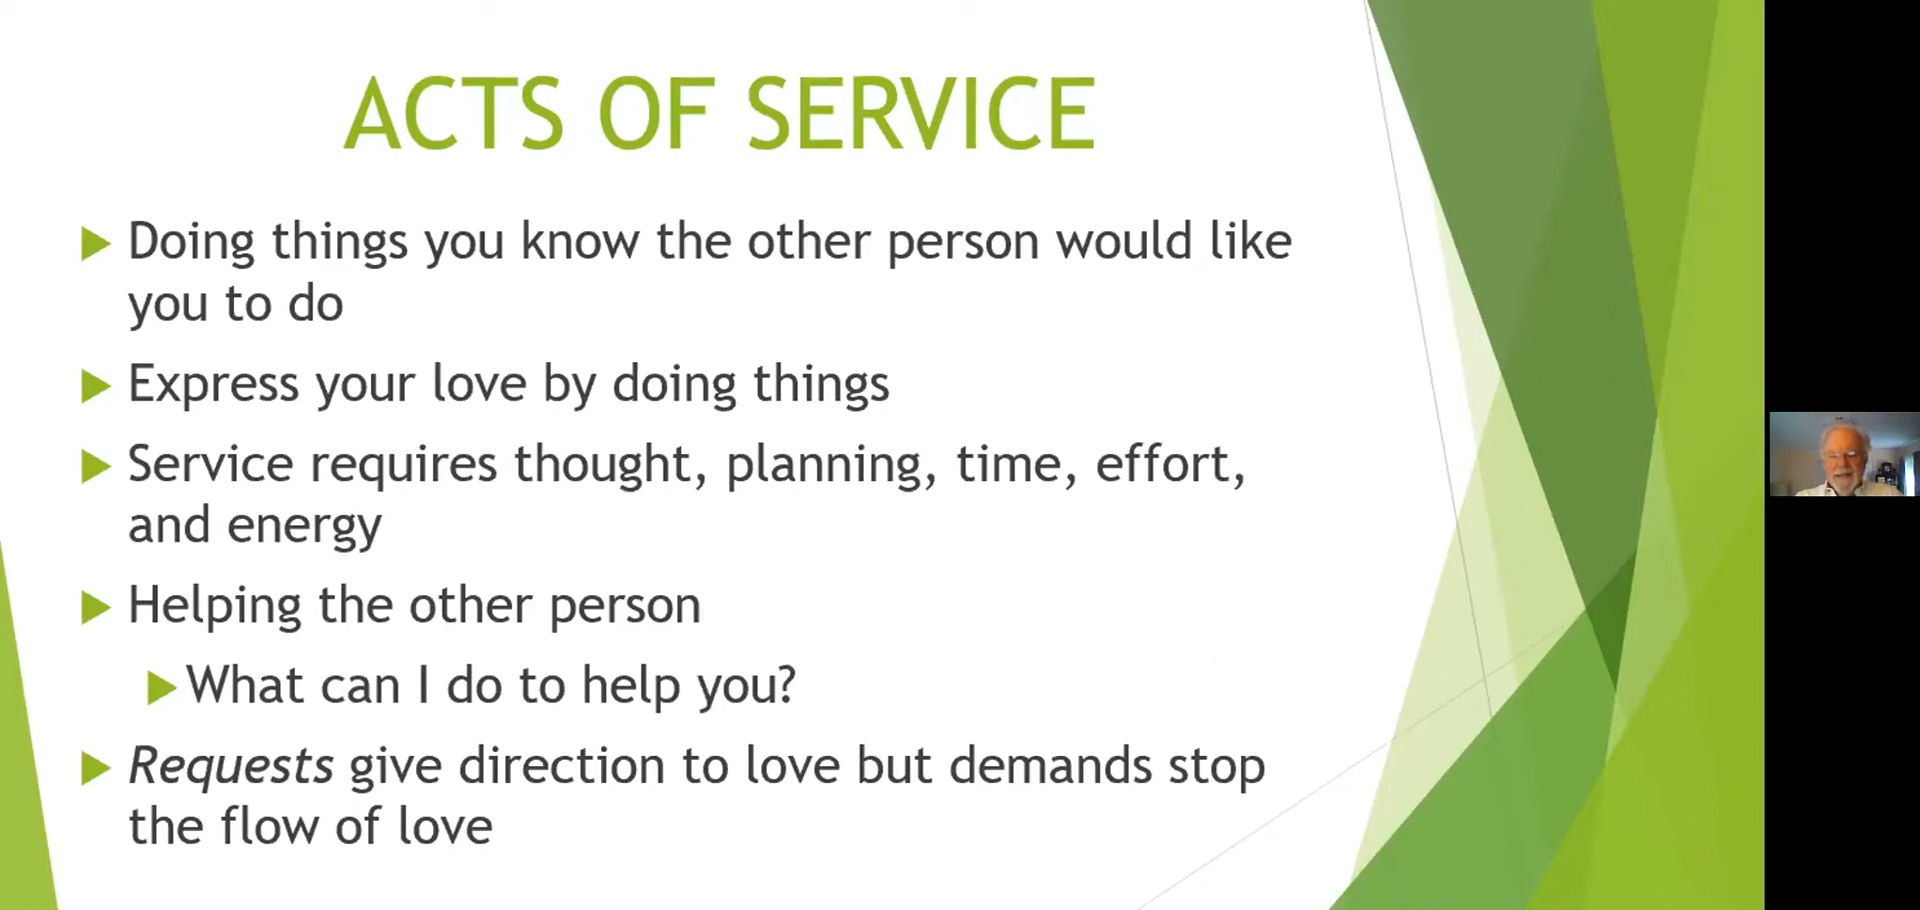 ACTS OF SERVICE
Doing things you know the other person would like
you to do
Express your love by doing things
Service requires thought, planning, time, effort,
and energy
Helping the other person
What can I do to help you?
Requests give direction to love but demands stop
the flow of love